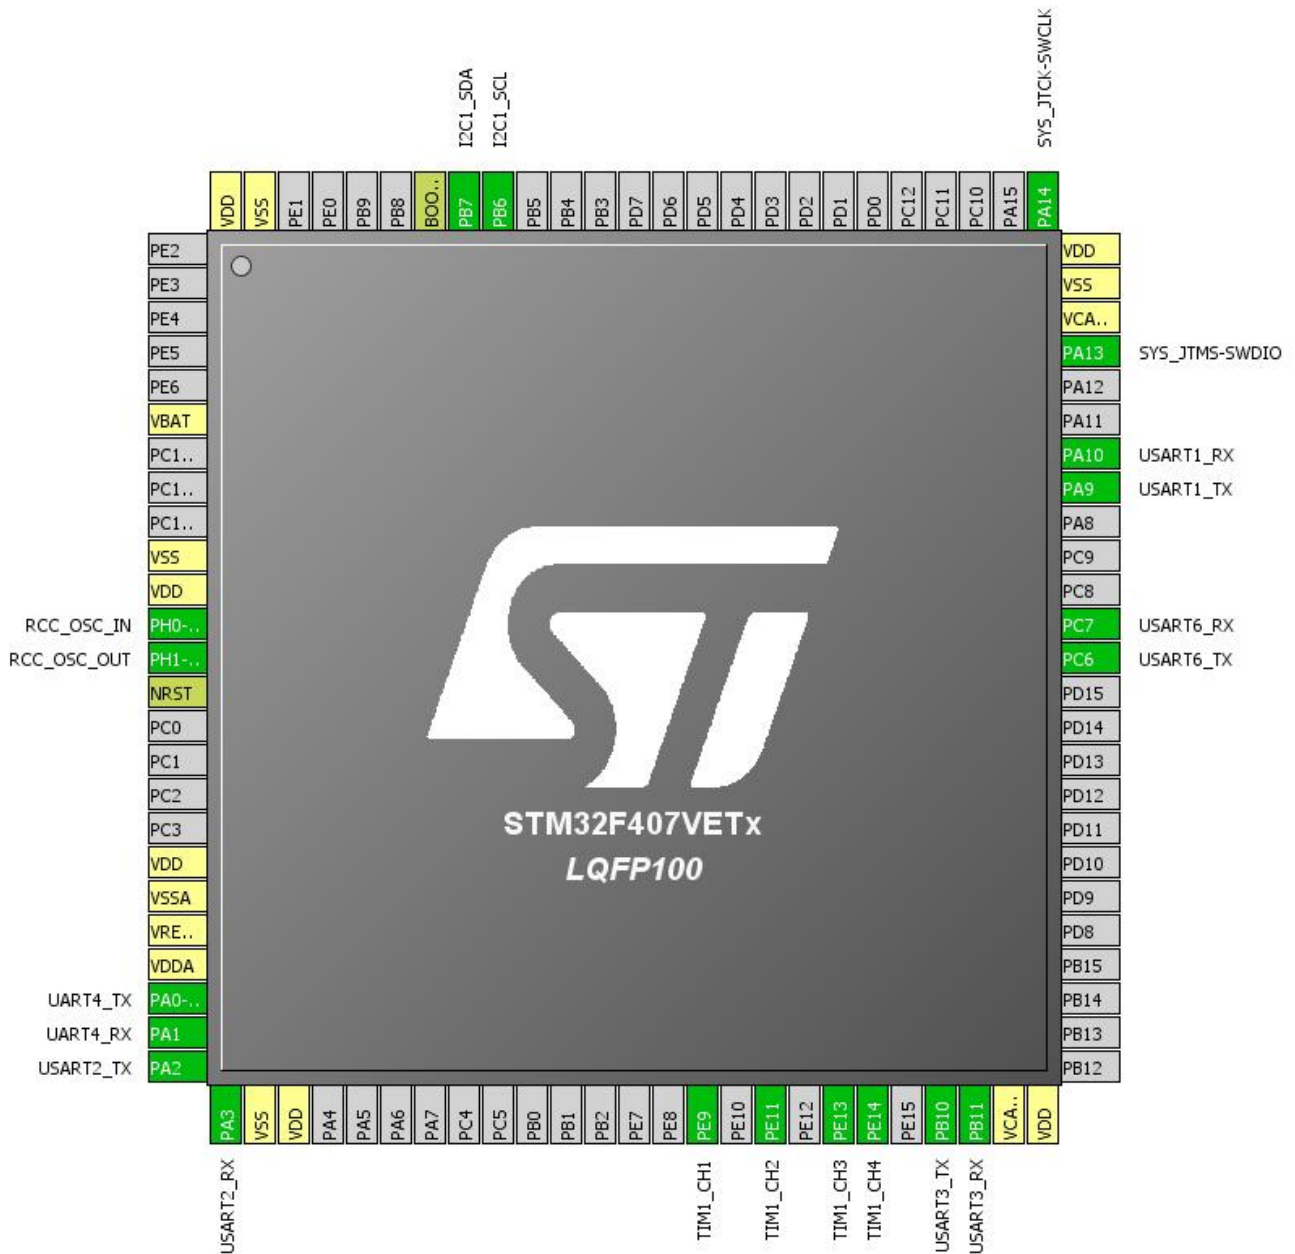 SYS_JTCK-SWCLK
I2C1_SDA
I2C1_SCL
VDD
VSS
PE1
PE0
PB9
PB8
BOO..
PB7
PB6
PB5
PB4
PB3
PD7
PD6
PD5
PD4
PD3
PD2
PD1
PD0
PC12
PC11
PC10
PA15
PA14
PE2
PE3
PE4
PE5
PE6
VBAT
PC1..
PC1..
PC1..
VSS
VDD
RCC_OSC_IN PH0-..
RCC_OSC_OUT PH1-..
NRST
PC0
PC1
PC2
PC3
VDD
VSSA
VRE..
VDDA
UART4_TX PA0-..
UART4_RX PA1
USART2_TX PA2
STM32F407VETx
LQFP100
VDD
VSS
VCA..
PA13 SYS_JTMS-SWDIO
PA12
PA11
PA10 USART1_RX
PA9 USART1_TX
PA8
PC9
PC8
PC7 USART6_RX
PC6 USART6_TX
PD15
PD14
PD13
PD12
PD11
PD10
PD9
PD8
PB15
PB14
PB13
PB12
PA3
VSS
VDD
PA4
PA5
PA6
PA7
PC4
PC5
PB0
PB1
PB2
PE7
PE8
PE9
PE10
PE11
PE12
PE13
PE14
PE15
PB10
PB11
VCA..
VDD
USART2_RX
TIM1_CH1
TIM1_CH2
TIM1_CH3
TIM1_CH4
USART3_TX
USART3_RX